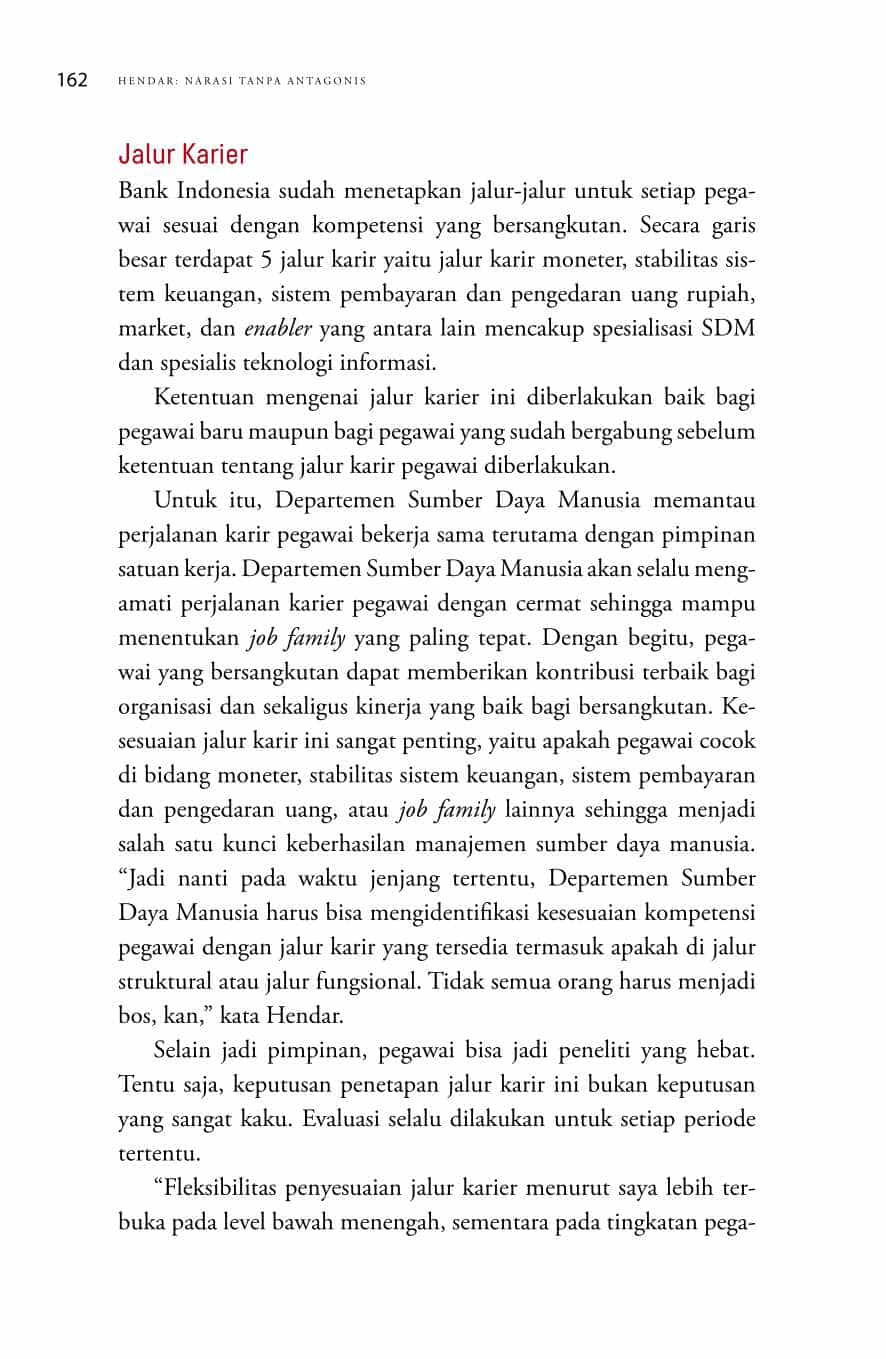 162 HENDAR: NARASI TANPA ANTAGONIS
Jalur Karier
Bank Indonesia sudah menetapkan jalur-jalur untuk setiap pega-
wai sesuai dengan kompetensi yang bersangkutan. Secara garis
besar terdapat 5 jalur karir yaitu jalur karir moneter, stabilitas sis-
tem keuangan, sistem pembayaran dan pengedaran uang rupiah,
market, dan enabler yang antara lain mencakup spesialisasi SDM
dan spesialis teknologi informasi.
Ketentuan mengenai jalur karier ini diberlakukan baik bagi
pegawai baru maupun bagi pegawai yang sudah bergabung sebelum
ketentuan tentang jalur karir pegawai diberlakukan.
Untuk itu, Departemen Sumber Daya Manusia memantau
perjalanan karir pegawai bekerja sama terutama dengan pimpinan
satuan kerja. Departemen Sumber Daya Manusia akan selalu meng-
amati perjalanan karier pegawai dengan cermat sehingga mampu
menentukan job family yang paling tepat. Dengan begitu, pega-
wai yang bersangkutan dapat memberikan kontribusi terbaik bagi
organisasi dan sekaligus kinerja yang baik bagi bersangkutan. Ke-
sesuaian jalur karir ini sangat penting, yaitu apakah pegawai cocok
di bidang moneter, stabilitas sistem keuangan, sistem pembayaran
dan pengedaran uang, atau job family lainnya sehingga menjadi
salah satu kunci keberhasilan manajemen sumber daya manusia.
“Jadi nanti pada waktu jenjang tertentu, Departemen Sumber
Daya Manusia harus bisa mengidentifikasi kesesuaian kompetensi
pegawai dengan jalur karir yang tersedia termasuk apakah di jalur
struktural atau jalur fungsional. Tidak semua orang harus menjadi
bos, kan,” kata Hendar.
Selain jadi pimpinan, pegawai bisa jadi peneliti yang hebat.
Tentu saja, keputusan penetapan jalur karir ini bukan keputusan
yang sangat kaku. Evaluasi selalu dilakukan untuk setiap periode
tertentu.
“Fleksibilitas penyesuaian jalur karier menurut saya lebih ter-
buka pada level bawah menengah, sementara pada tingkatan pega-